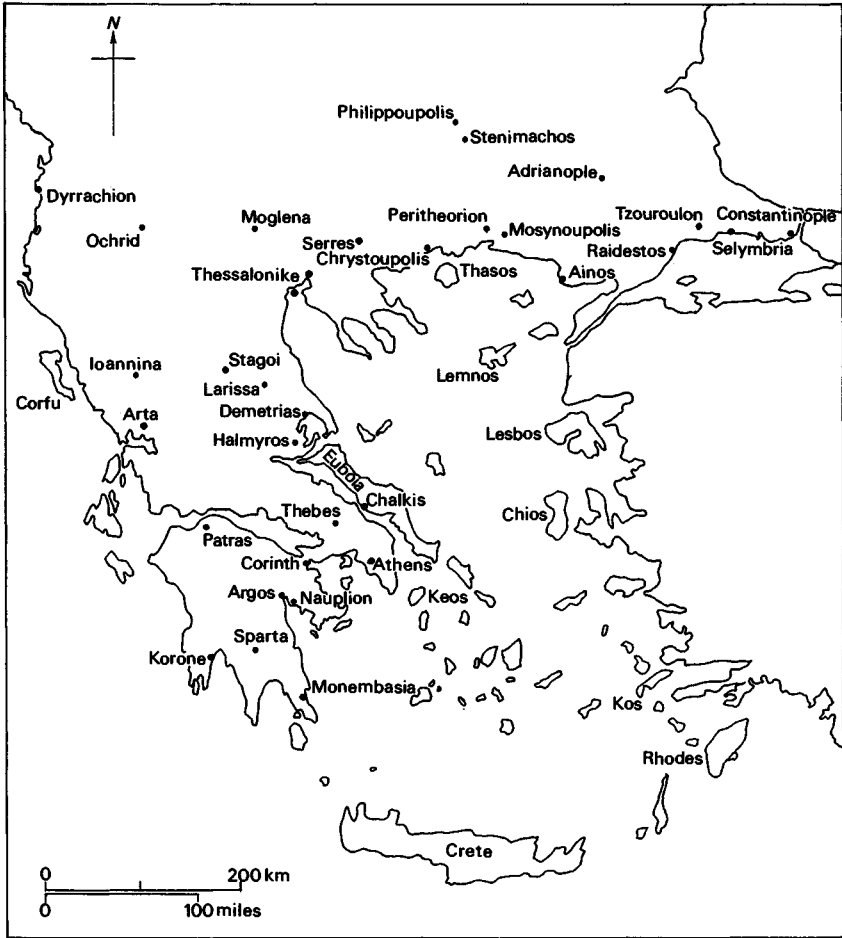 N
Philippoupolis
Stenimachos
Adrianople
Dyrrachion
Ochrid
Moglena
Peritheorion
Mosynoupolis
Tzouroulon
Constantinople
Serres
Chrystoupolis
Raidestos
Selymbria
Thessalonike
Thasos
Ainos
Ioannina
Stagoi
Lemnos
Larissa
Corfu
Arta
Demetrias
Halmyros
Lesbos
Euboia
Chalkis
Thebes
Chios
Patras
Corinth
Athens
Argos
Nauplion
Keos
Sparta
Korone
Monembasia
Kos
Rhodes
Crete
0 200 km
0 100 miles